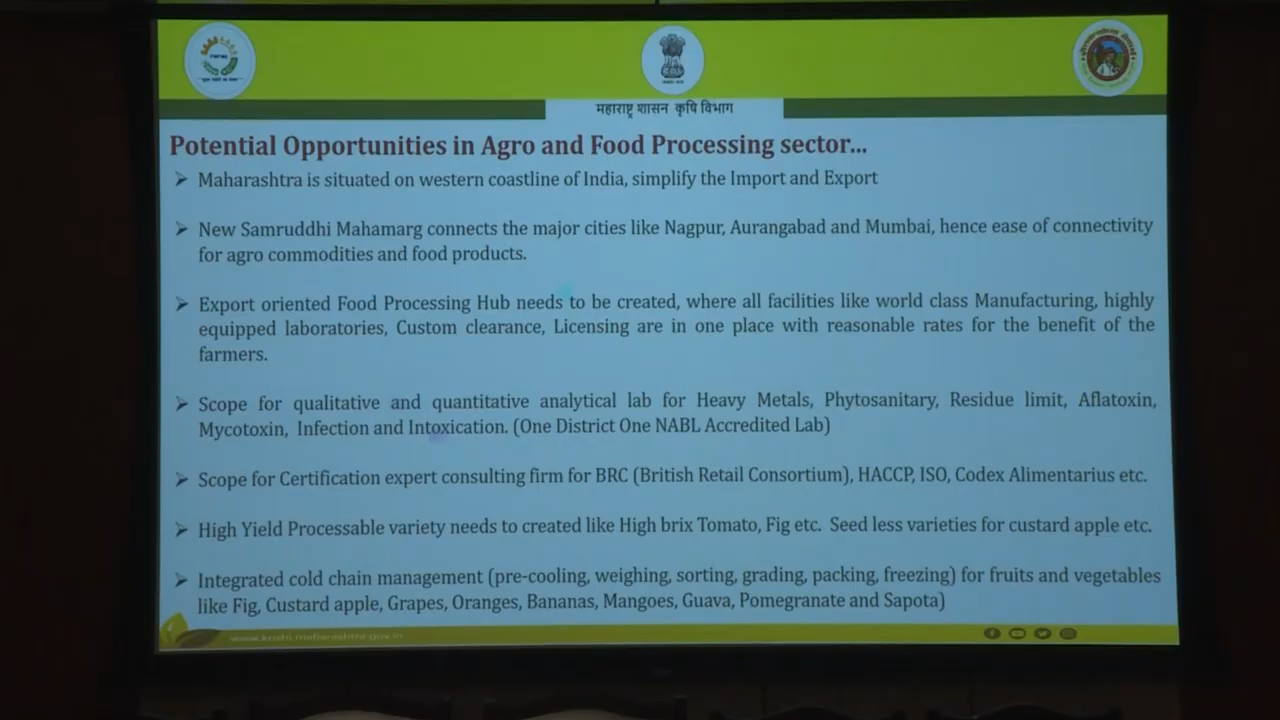 महाराष्ट्र शासन कृषि विभाग
Potential Opportunities in Agro and Food Processing sector...
➢ Maharashtra is situated on western coastline of India, simplify the Import and Export
➢ New Samruddhi Mahamarg connects the major cities like Nagpur, Aurangabad and Mumbai, hence ease of connectivity
for agro commodities and food products.
➢ Export oriented Food Processing Hub needs to be created, where all facilities like world class Manufacturing, highly
equipped laboratories, Custom clearance, Licensing are in one place with reasonable rates for the benefit of the
farmers.
➢ Scope for qualitative and quantitative analytical lab for Heavy Metals, Phytosanitary, Residue limit, Aflatoxin,
Mycotoxin, Infection and Intoxication. (One District One NABL Accredited Lab)
➢ Scope for Certification expert consulting firm for BRC (British Retail Consortium), HACCP, ISO, Codex Alimentarius etc.
➢ High Yield Processable variety needs to created like High brix Tomato, Fig etc. Seed less varieties for custard apple etc.
➢ Integrated cold chain management (pre-cooling, weighing, sorting, grading, packing, freezing) for fruits and vegetables
like Fig, Custard apple, Grapes, Oranges, Bananas, Mangoes, Guava, Pomegranate and Sapota)